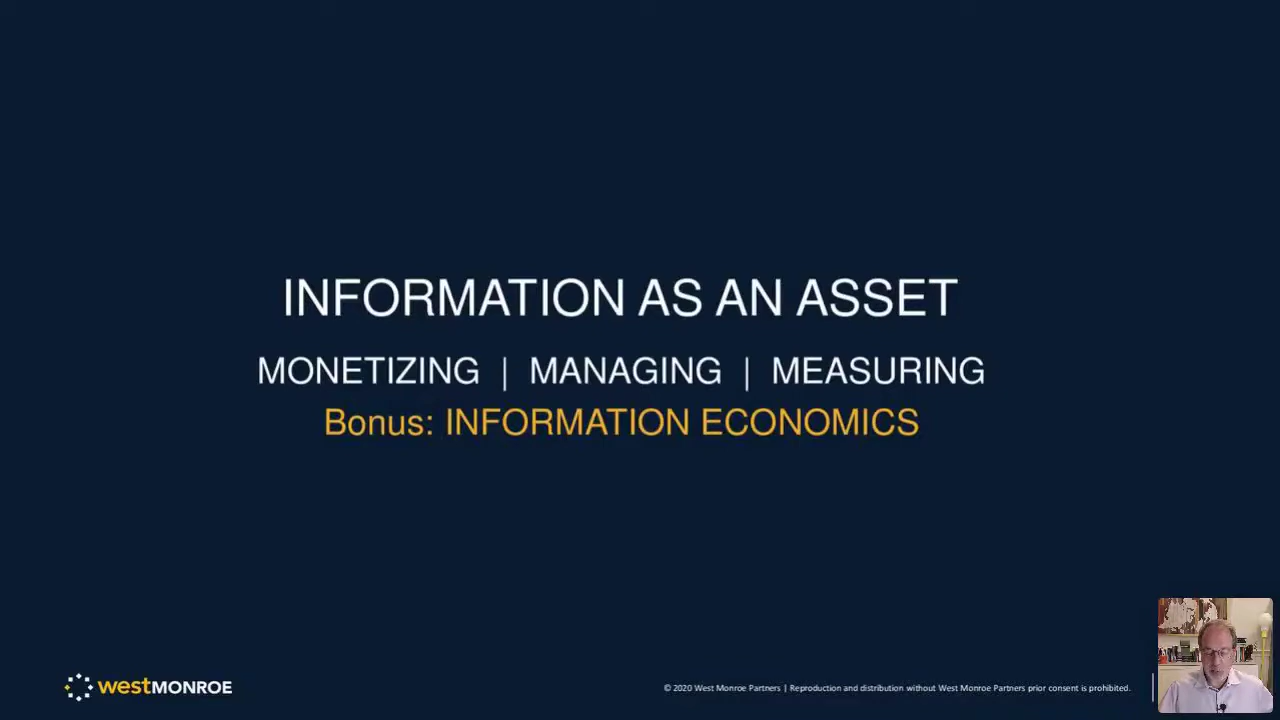 INFORMATION AS AN ASSET
MONETIZING | MANAGING | MEASURING
Bonus: INFORMATION ECONOMICS
westMONROE
© 2020 West Monroe Partners | Reproduction and distribution without West Monroe Partners prior consent is prohibited.